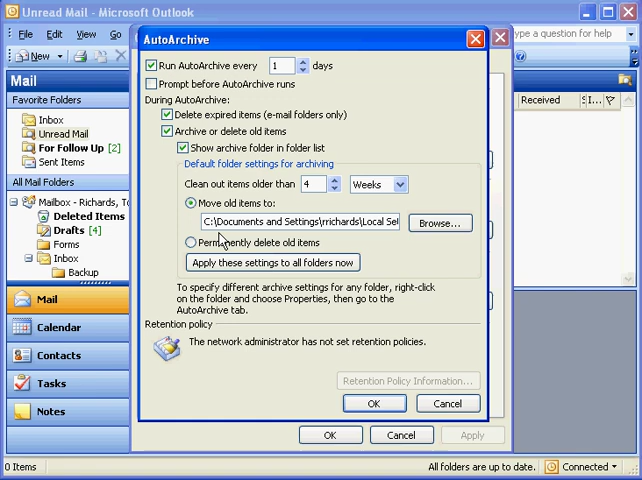 Unread Mail - Microsoft Outlook
File Edit View Go
ype a question for help
New
AutoArchive
Mail
Received
Favorite Folders
Inbox
Unread Mail
For Follow Up [2]
Sent Items
All Mail Folders
Mailbox - Richards, T
Deleted Items
Drafts [4]
Forms
Inbox
Backup
Mail
Calendar
Contacts
Tasks
Notes
Run AutoArchive every 1 days
Prompt before AutoArchive runs
During AutoArchive:
Delete expired items (e-mail folders only)
Archive or delete old items
Show archive folder in folder list
Default folder settings for archiving
Clean out items older than 4 Weeks
Move old items to:
C:\Documents and Settings\rrichards\Local Set Browse...
Permanently delete old items
Apply these settings to all folders now
To specify different archive settings for any folder, right-click
on the folder and choose Properties, then go to the
AutoArchive tab.
Retention policy
The network administrator has not set retention policies.
Retention Policy Information...
OK Cancel
OK Cancel Apply
0 Items All folders are up to date. Connected